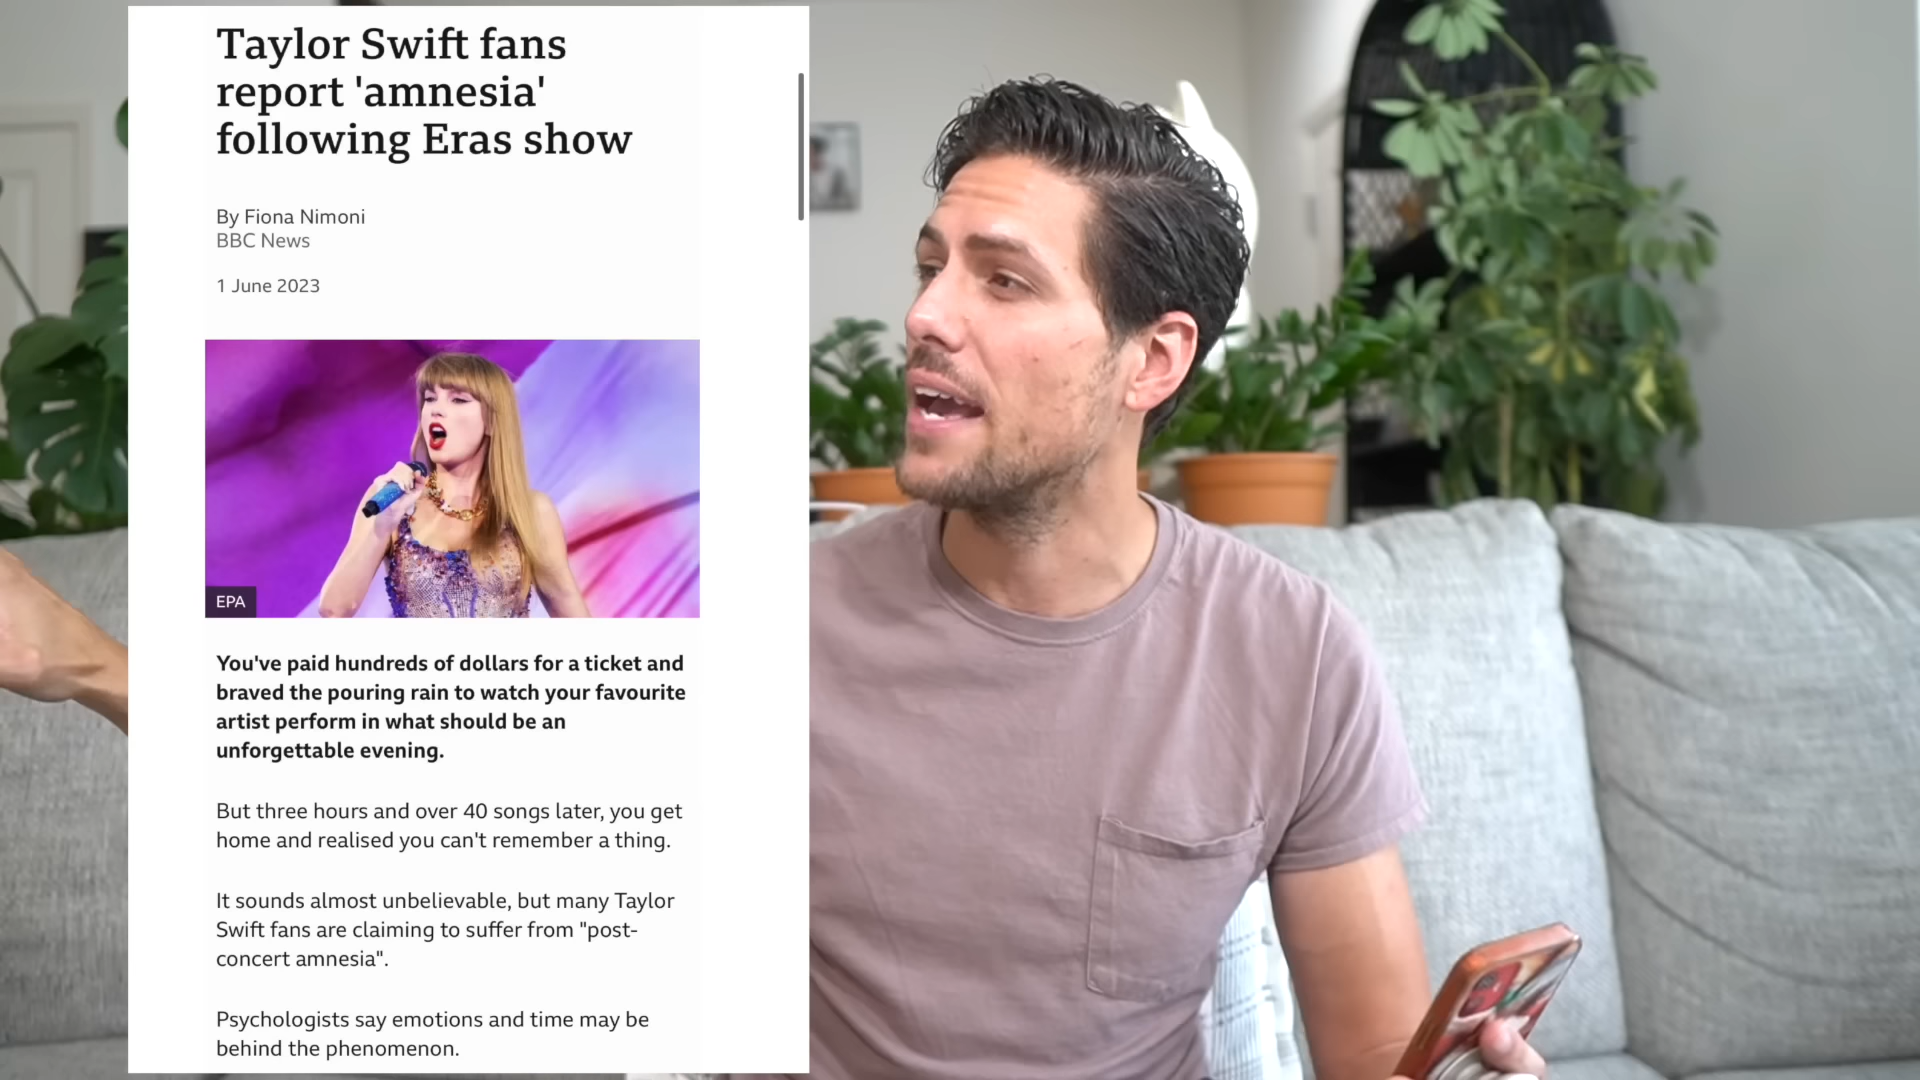 Taylor Swift fans
report 'amnesia'
following Eras show
By Fiona Nimoni
BBC News
1 June 2023
EPA
You've paid hundreds of dollars for a ticket and
braved the pouring rain to watch your favourite
artist perform in what should be an
unforgettable evening.
But three hours and over 40 songs later, you get
home and realised you can't remember a thing.
It sounds almost unbelievable, but many Taylor
Swift fans are claiming to suffer from "post-
concert amnesia".
Psychologists say emotions and time may be
behind the phenomenon.